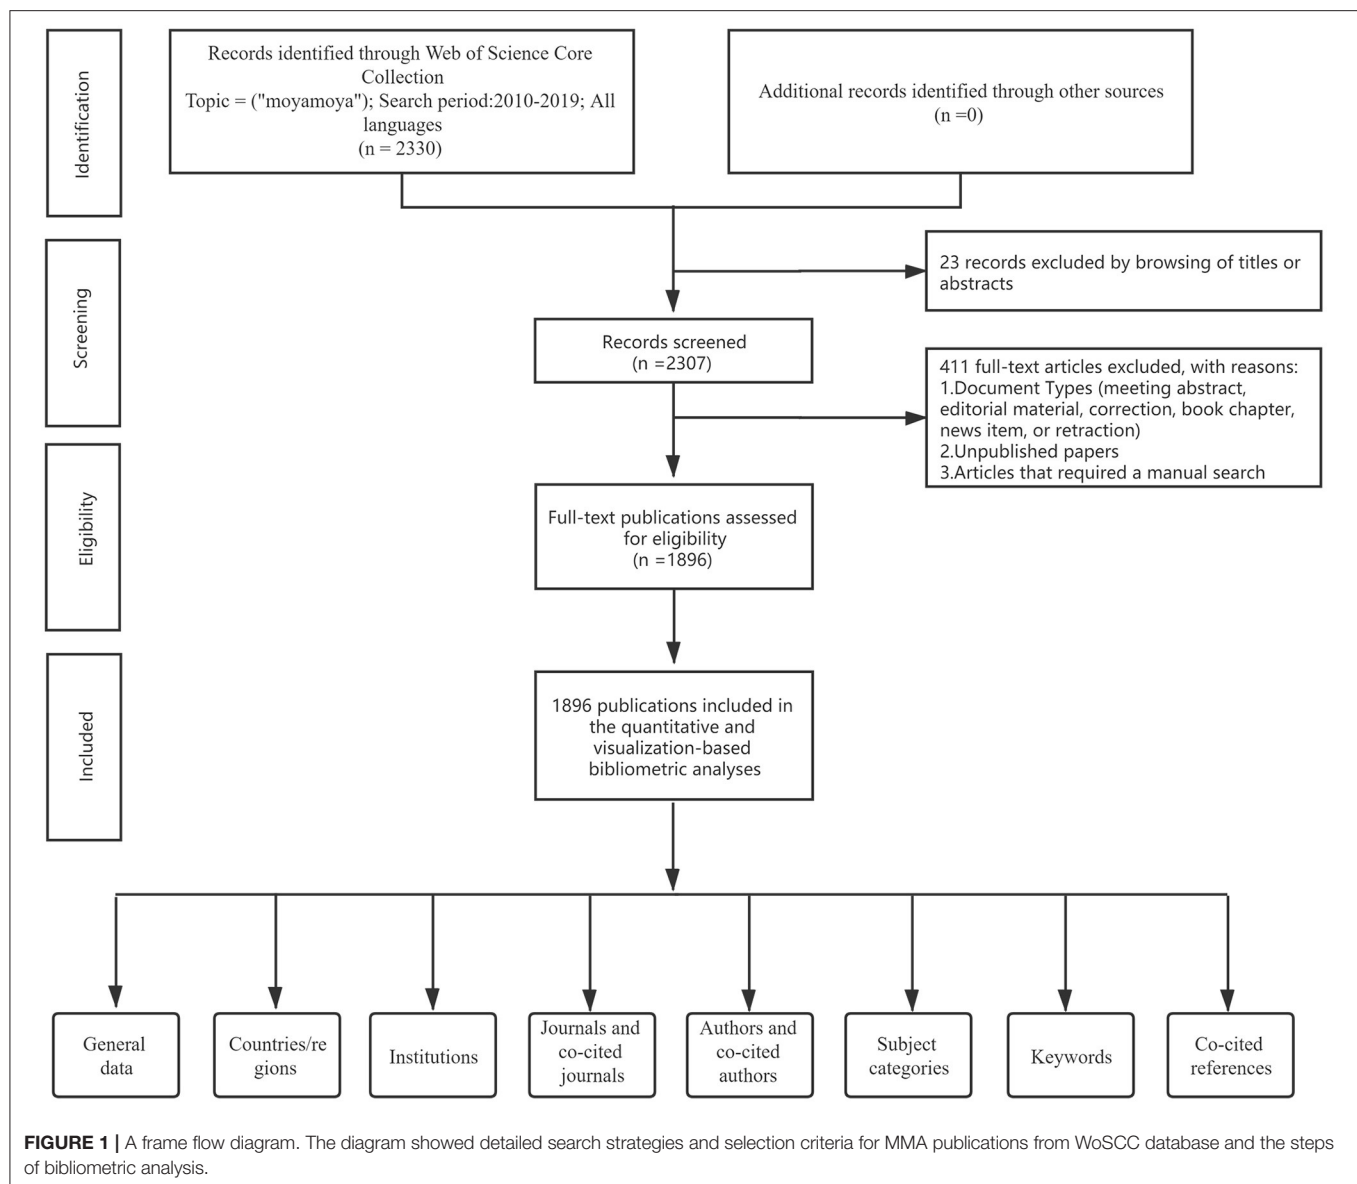 Identification
Records identified through Web of Science Core
Collection
Topic = ("moyamoya"); Search period:2010-2019; All
languages
(n = 2330)
Additional records identified through other sources
(n =0)
Screening
23 records excluded by browsing of titles or
abstracts
Records screened
(n =2307)
411 full-text articles excluded, with reasons:
1.Document Types (meeting abstract,
editorial material, correction, book chapter,
news item, or retraction)
2.Unpublished papers
3.Articles that required a manual search
Eligibility
Full-text publications assessed
for eligibility
(n =1896)
Included
1896 publications included in
the quantitative and
visualization-based
bibliometric analyses
General
data
Countries/re
gions
Institutions
Journals and
co-cited
journals
Authors and
co-cited
authors
Subject
categories
Keywords
Co-cited
references
FIGURE 1 | A frame flow diagram. The diagram showed detailed search strategies and selection criteria for MMA publications from WoSCC database and the steps
of bibliometric analysis.